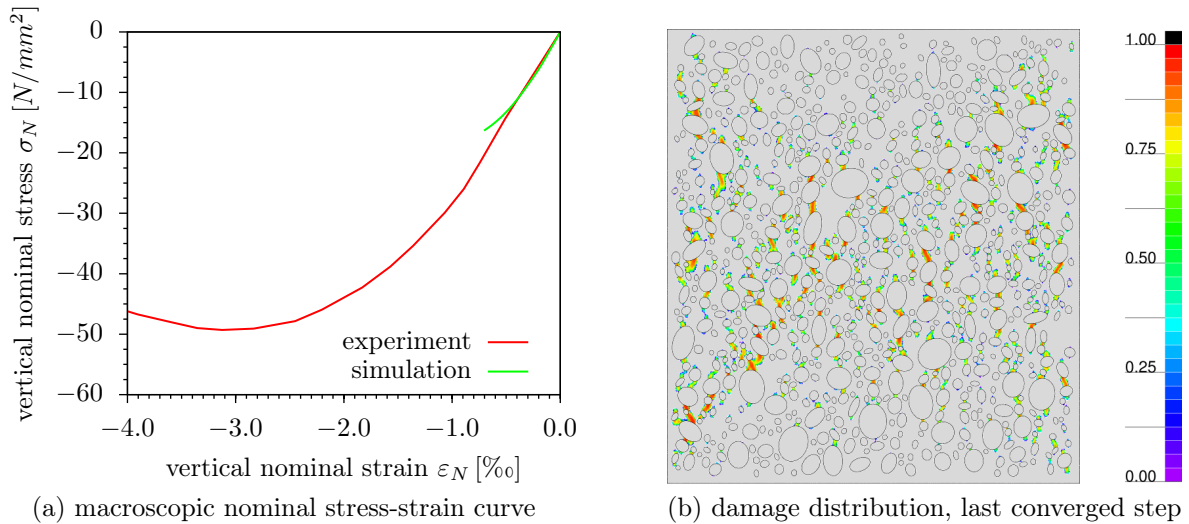 0
−10
−20
−30
−40
−50
−60
−4.0 −3.0 −2.0 −1.0 0.0
vertical nominal stress σN [N/mm²]
vertical nominal strain εN [‰]
experiment
simulation
(a) macroscopic nominal stress-strain curve
1.00
0.75
0.50
0.25
0.00
(b) damage distribution, last converged step